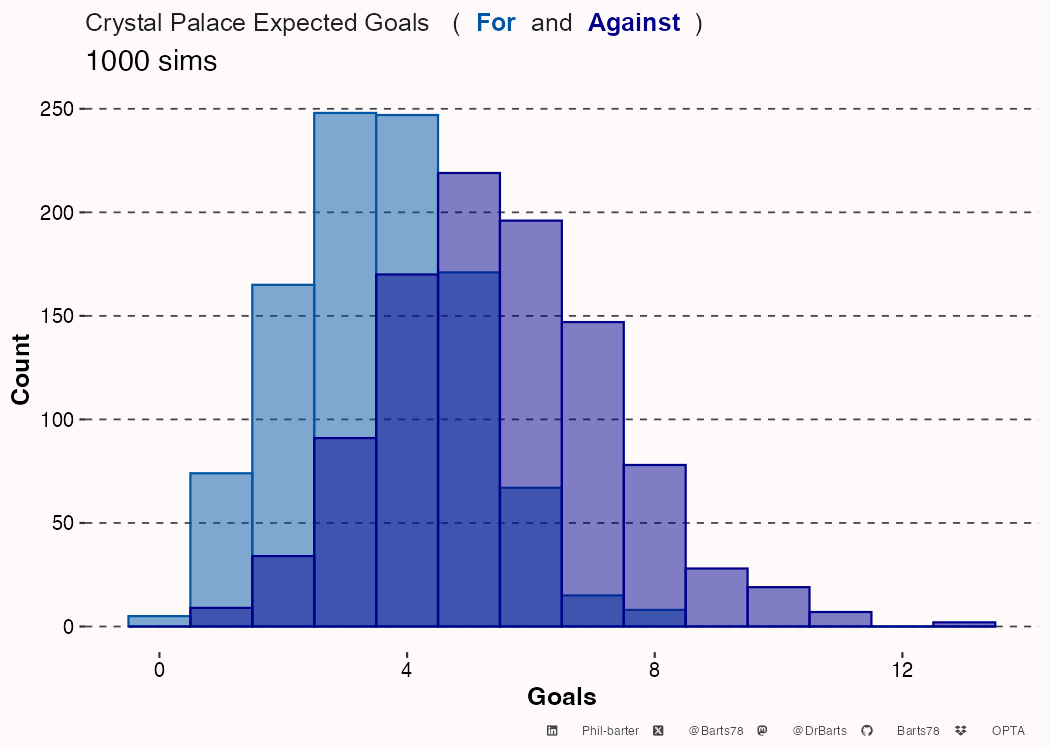 Crystal Palace Expected Goals ( For and Against )
1000 sims
250
200
150
100
50
0
Count
0 4 8 12
Goals
Phil-barter @Barts78 @DrBarts Barts78 OPTA